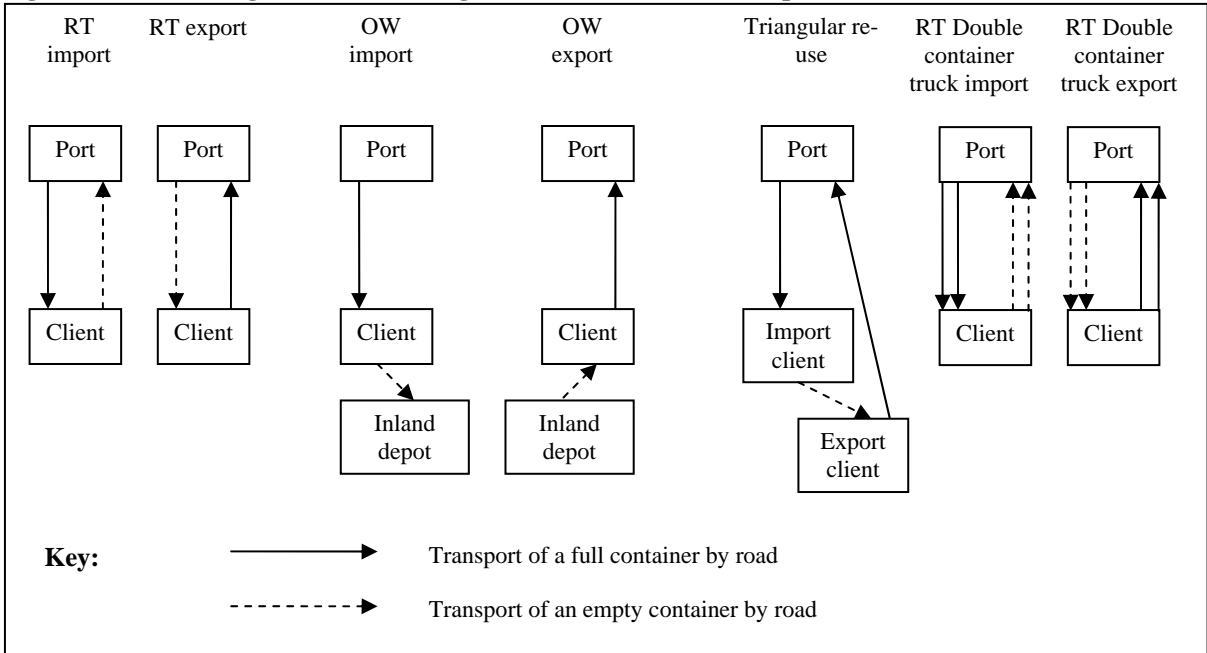 RT
import
RT export
OW
import
OW
export
Triangular re-
use
RT Double
container
truck import
RT Double
container
truck export
Port
Port
Port
Port
Port
Port
Port
Client
Client
Client
Client
Import
client
Client
Client
Inland
depot
Inland
depot
Export
client
Key:
Transport of a full container by road
Transport of an empty container by road